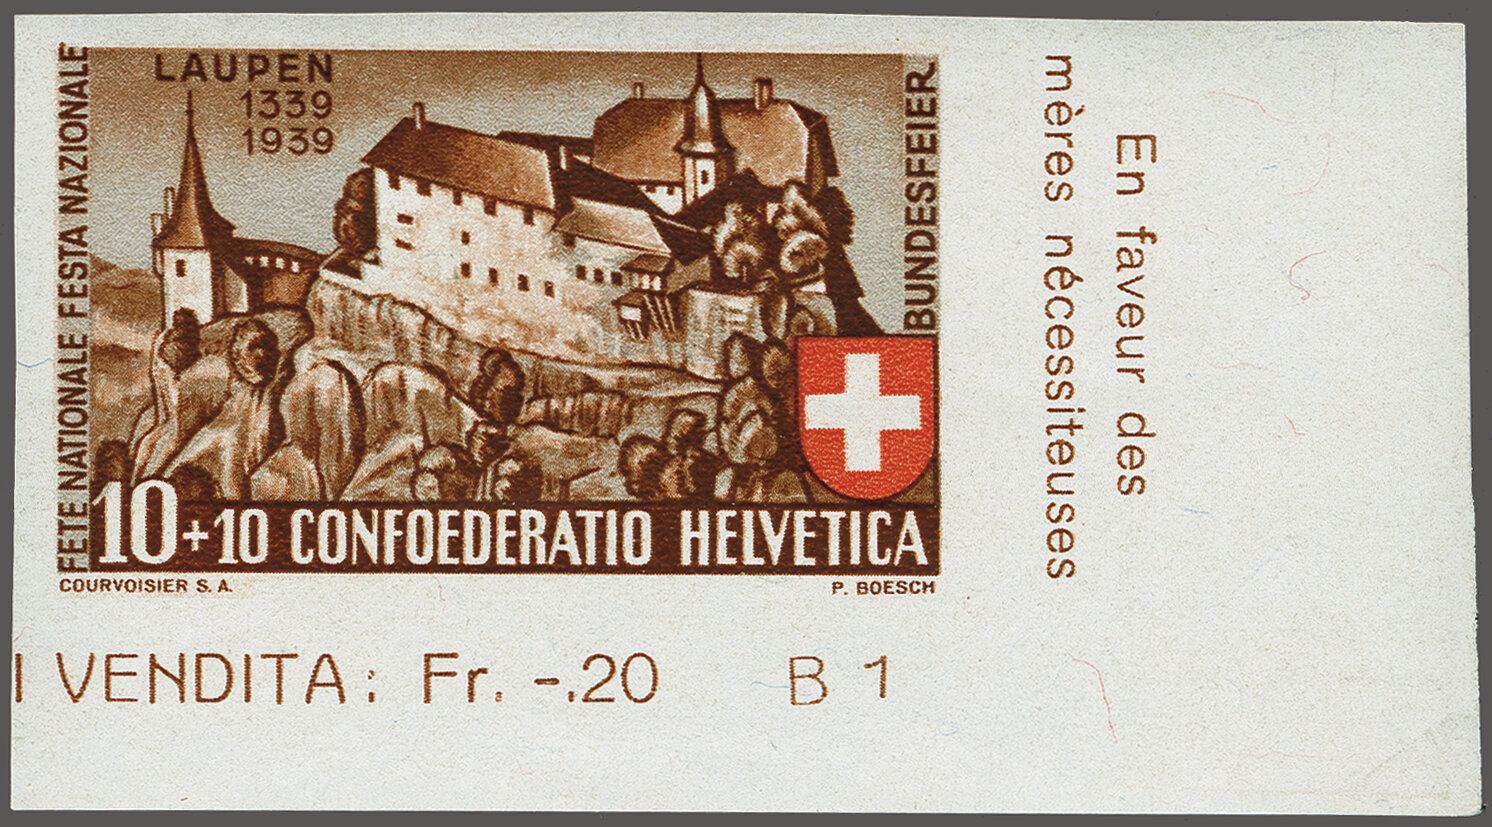 LAUPEN
1339
1939
FETE NATIONALE FESTA NAZIONALE
BUNDESFEIER
10+10 CONFOEDERATIO HELVETICA
COURVOISIER S. A.
P. BOESCH
I VENDITA: Fr. -.20 B 1
En faveur des
mères nécessiteuses